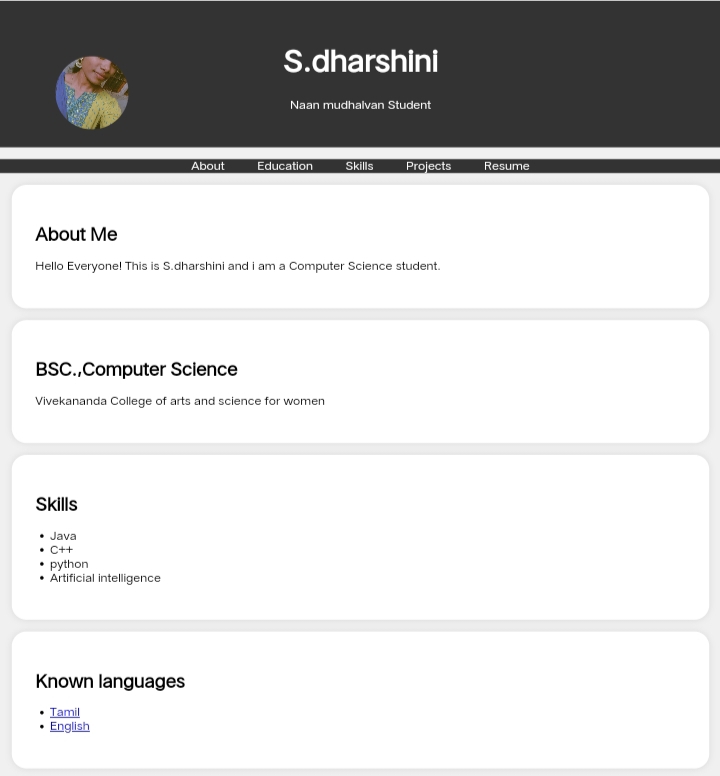 S.dharshini
Naan mudhalvan Student
About Education Skills Projects Resume
About Me
Hello Everyone! This is S.dharshini and i am a Computer Science student.
BSC.,Computer Science
Vivekananda College of arts and science for women
Skills
• Java
• C++
• python
• Artificial intelligence
Known languages
• Tamil
• English